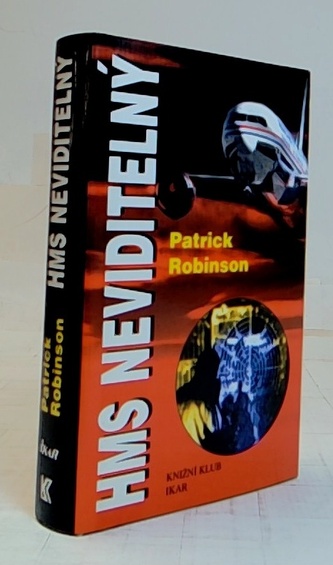 HMS NEVIDITELNÝ
Patrick
Robinson
KNIŽNÍ KLUB
IKAR
HMS NEVIDITELNÝ
Patrick
Robinson
IKAR
K